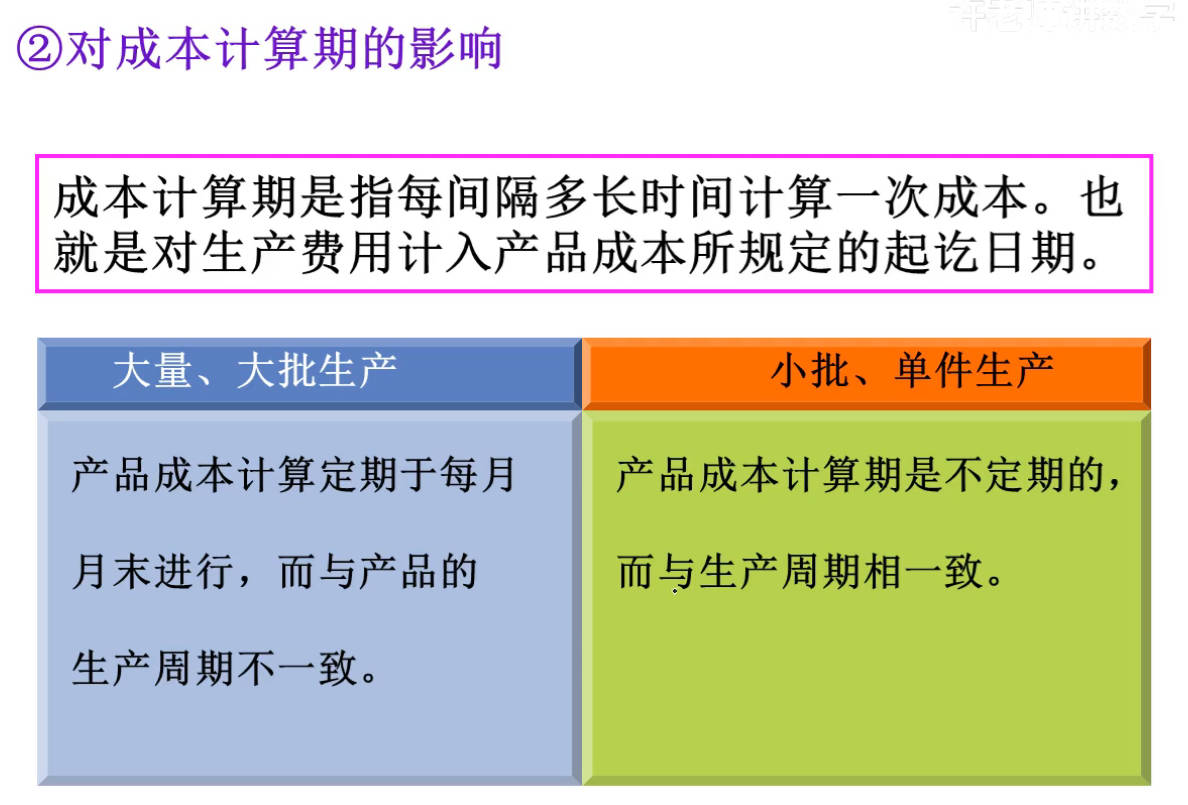 ②对成本计算期的影响
成本计算期是指每间隔多长时间计算一次成本。也
就是对生产费用计入产品成本所规定的起讫日期。
大量、大批生产
小批、单件生产
产品成本计算定期于每月
月末进行，而与产品的
生产周期不一致。
产品成本计算期是不定期的，
而与生产周期相一致。